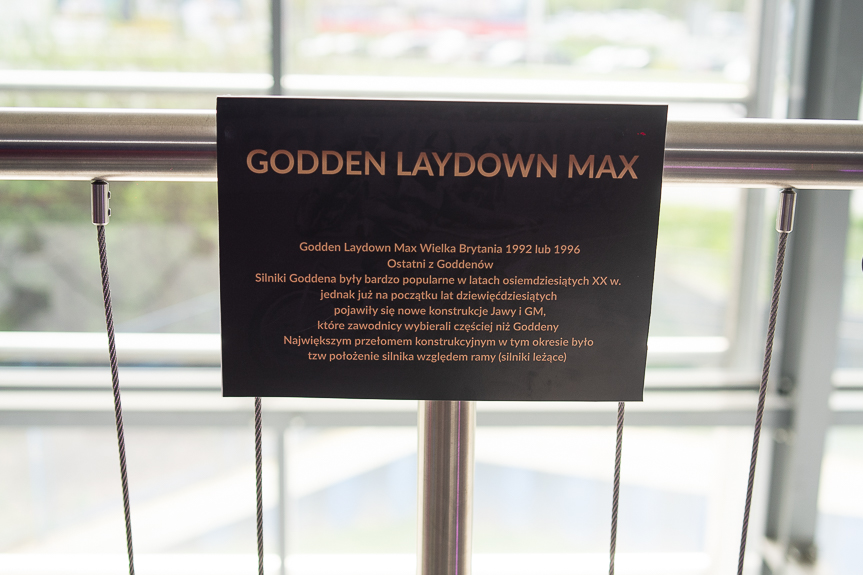 GODDEN LAYDOWN MAX
Godden Laydown Max Wielka Brytania 1992 lub 1996
Ostatni z Goddenów
Silniki Goddena były bardzo popularne w latach osiemdziesiątych XX w.
jednak już na początku lat dziewięćdziesiątych
pojawiły się nowe konstrukcje Jawy i GM,
które zawodnicy wybierali częściej niż Goddeny
Największym przełomem konstrukcyjnym w tym okresie było
tzw położenie silnika względem ramy (silniki leżące)